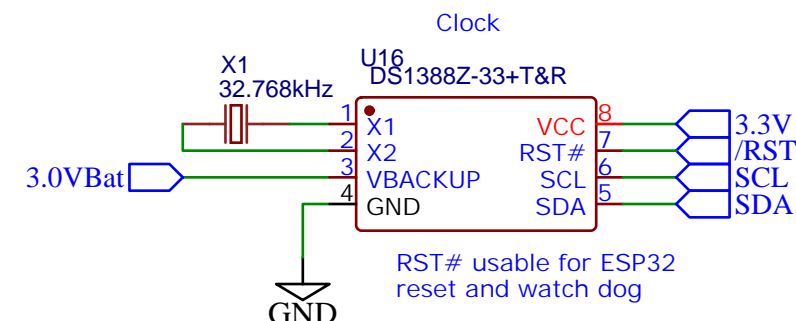 Clock
X1
32.768kHz
U16
DS1388Z-33+T&R
1 X1
2 X2
3 VBACKUP
4 GND
8 VCC
7 RST#
6 SCL
5 SDA
3.0VBat
3.3V
/RST
SCL
SDA
GND
RST# usable for ESP32
reset and watch dog